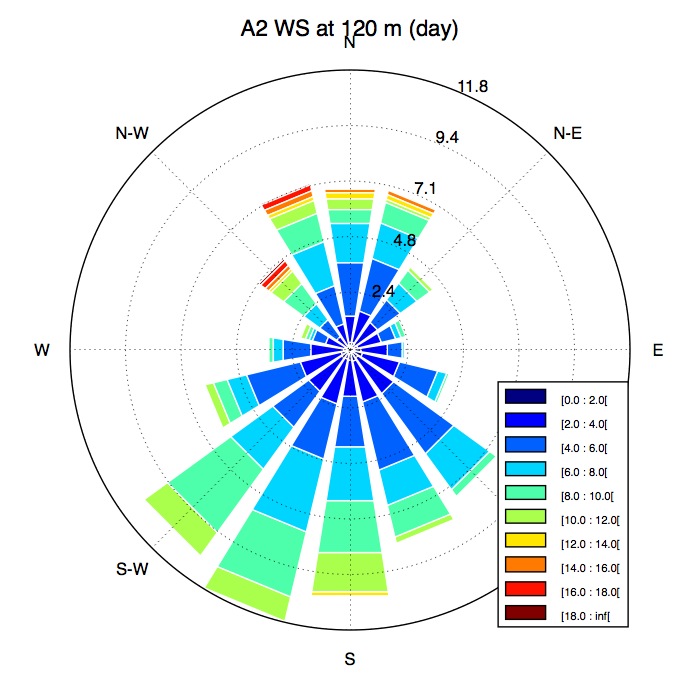 A2 WS at 120 m (day)
N
11.8
N-W
N-E
9.4
7.1
4.8
2.4
W
E
[0.0 : 2.0[
[2.0 : 4.0[
[4.0 : 6.0[
[6.0 : 8.0[
[8.0 : 10.0[
[10.0 : 12.0[
[12.0 : 14.0[
[14.0 : 16.0[
[16.0 : 18.0[
[18.0 : inf[
S-W
S